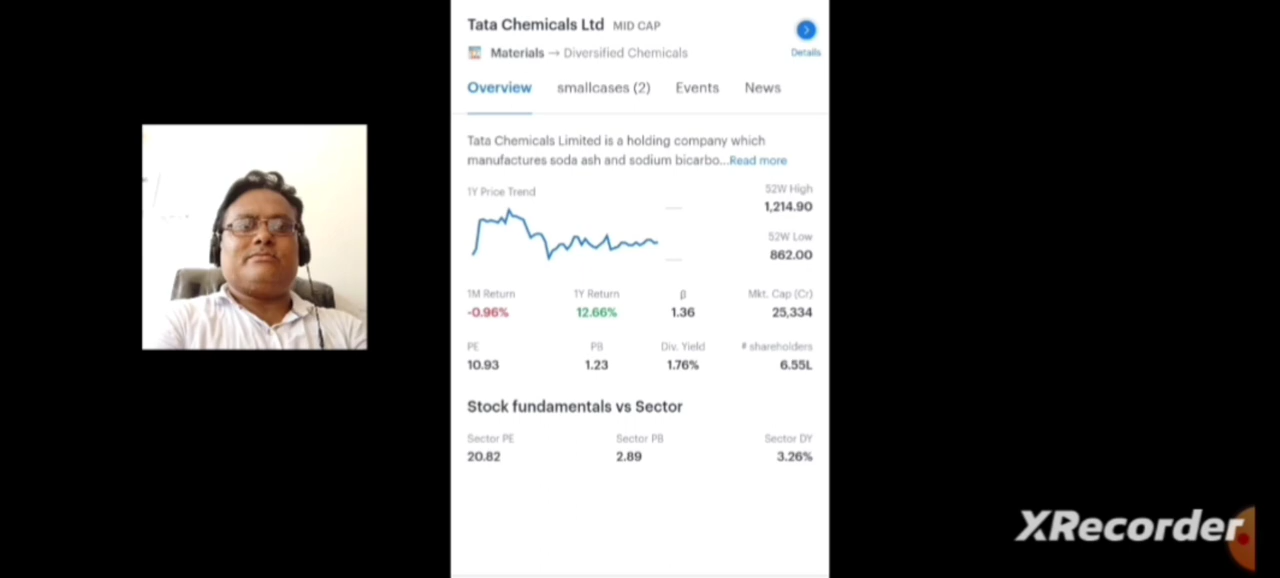 Tata Chemicals Ltd MID CAP
Materials → Diversified Chemicals
Details
Overview smallcases (2) Events News
Tata Chemicals Limited is a holding company which
manufactures soda ash and sodium bicarbo...Read more
1Y Price Trend
52W High
1,214.90
52W Low
862.00
1M Return 1Y Return β Mkt. Cap (Cr)
-0.96% 12.66% 1.36 25,334
PE PB Div. Yield # shareholders
10.93 1.23 1.76% 6.55L
Stock fundamentals vs Sector
Sector PE Sector PB Sector DY
20.82 2.89 3.26%
XRecorder